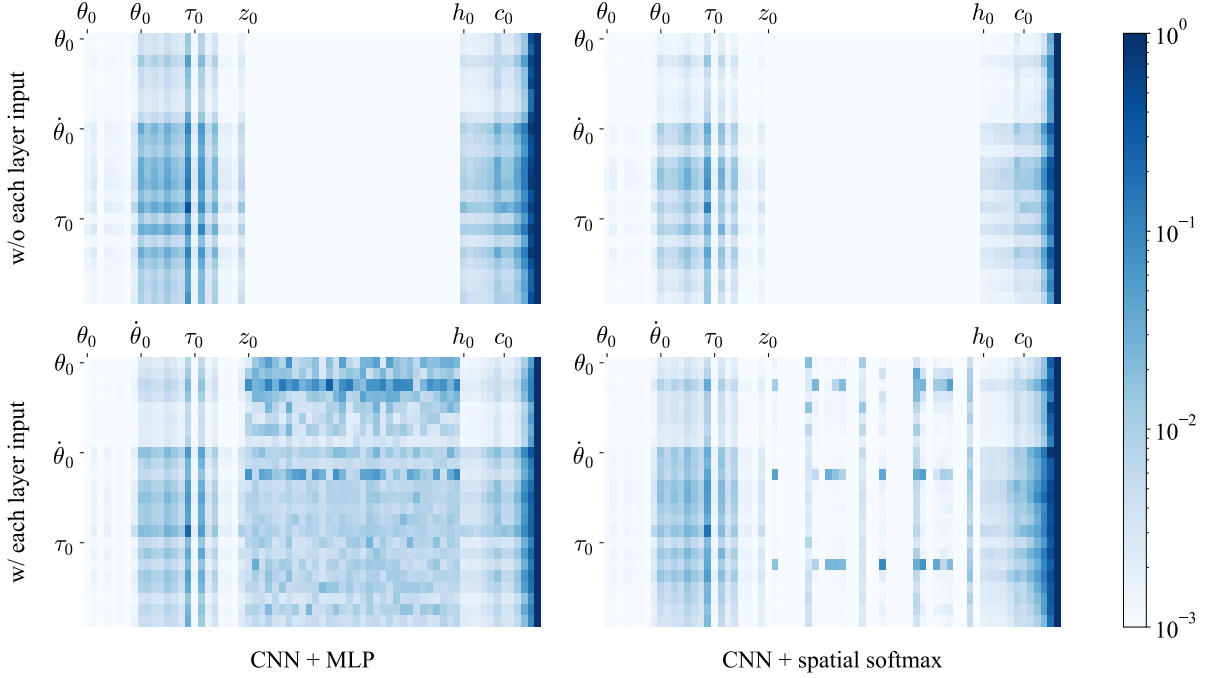 θ₀ θ₀ τ₀ z₀ h₀ c₀ θ₀ θ₀ τ₀ z₀ h₀ c₀
w/o each layer input
θ₀
θ̇₀
τ₀
θ₀ θ̇₀ τ₀ z₀ h₀ c₀ θ₀ θ̇₀ τ₀ z₀ h₀ c₀
w/ each layer input
θ₀
θ̇₀
τ₀
CNN + MLP
CNN + spatial softmax
10⁰
10⁻¹
10⁻²
10⁻³